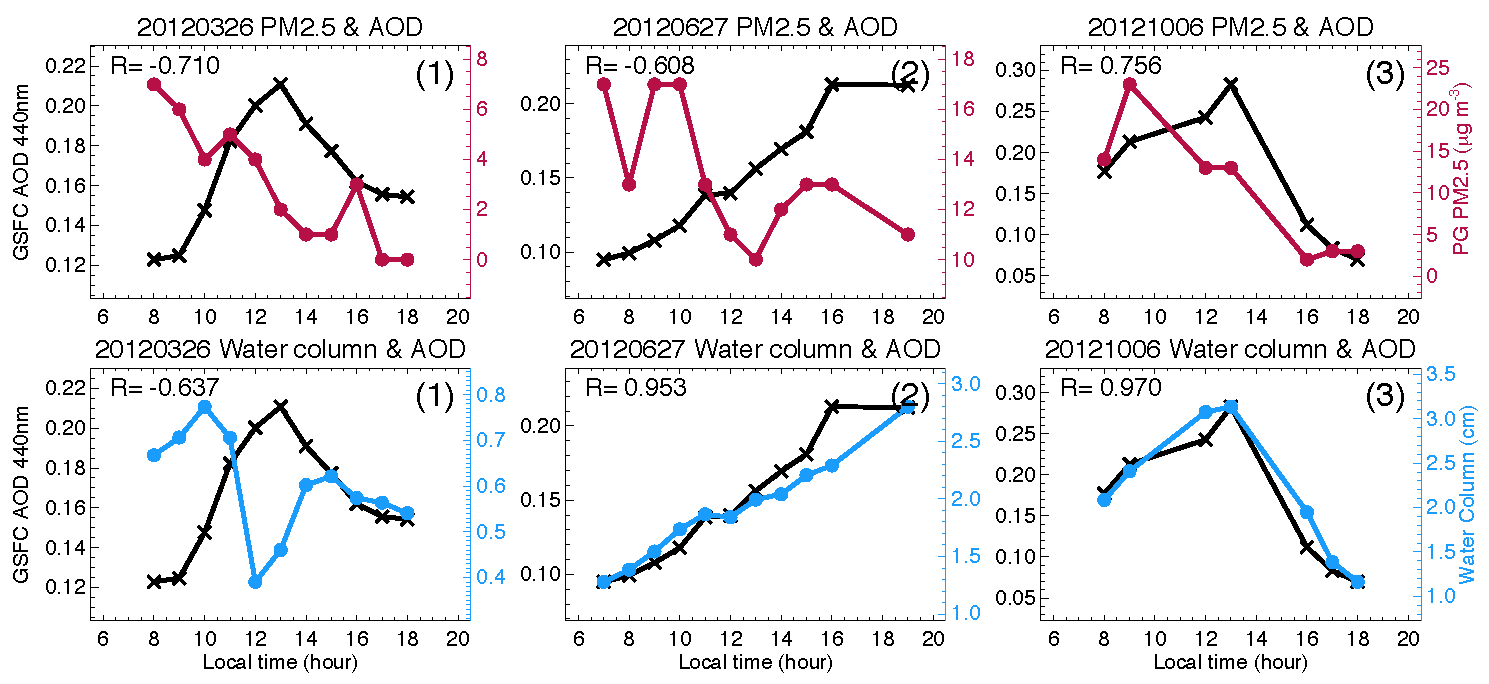 20120326 PM2.5 & AOD
20120627 PM2.5 & AOD
20121006 PM2.5 & AOD
R= -0.710
(1)
R= -0.608
(2)
R= 0.756
(3)
GSFC AOD 440nm
0.22
0.20
0.18
0.16
0.14
0.12
8
6
4
2
0
6 8 10 12 14 16 18 20
0.20
0.15
0.10
18
17
16
15
14
13
12
11
10
6 8 10 12 14 16 18 20
0.30
0.25
0.20
0.15
0.10
0.05
25
20
15
10
5
0
PG PM2.5 (µg m-3)
6 8 10 12 14 16 18 20
20120326 Water column & AOD
20120627 Water column & AOD
20121006 Water column & AOD
R= -0.637
(1)
R= 0.953
(2)
R= 0.970
(3)
GSFC AOD 440nm
0.22
0.20
0.18
0.16
0.14
0.12
0.8
0.7
0.6
0.5
0.4
6 8 10 12 14 16 18 20
Local time (hour)
0.20
0.15
0.10
3.0
2.5
2.0
1.5
1.0
6 8 10 12 14 16 18 20
Local time (hour)
0.30
0.25
0.20
0.15
0.10
0.05
3.5
3.0
2.5
2.0
1.5
1.0
Water Column (cm)
6 8 10 12 14 16 18 20
Local time (hour)